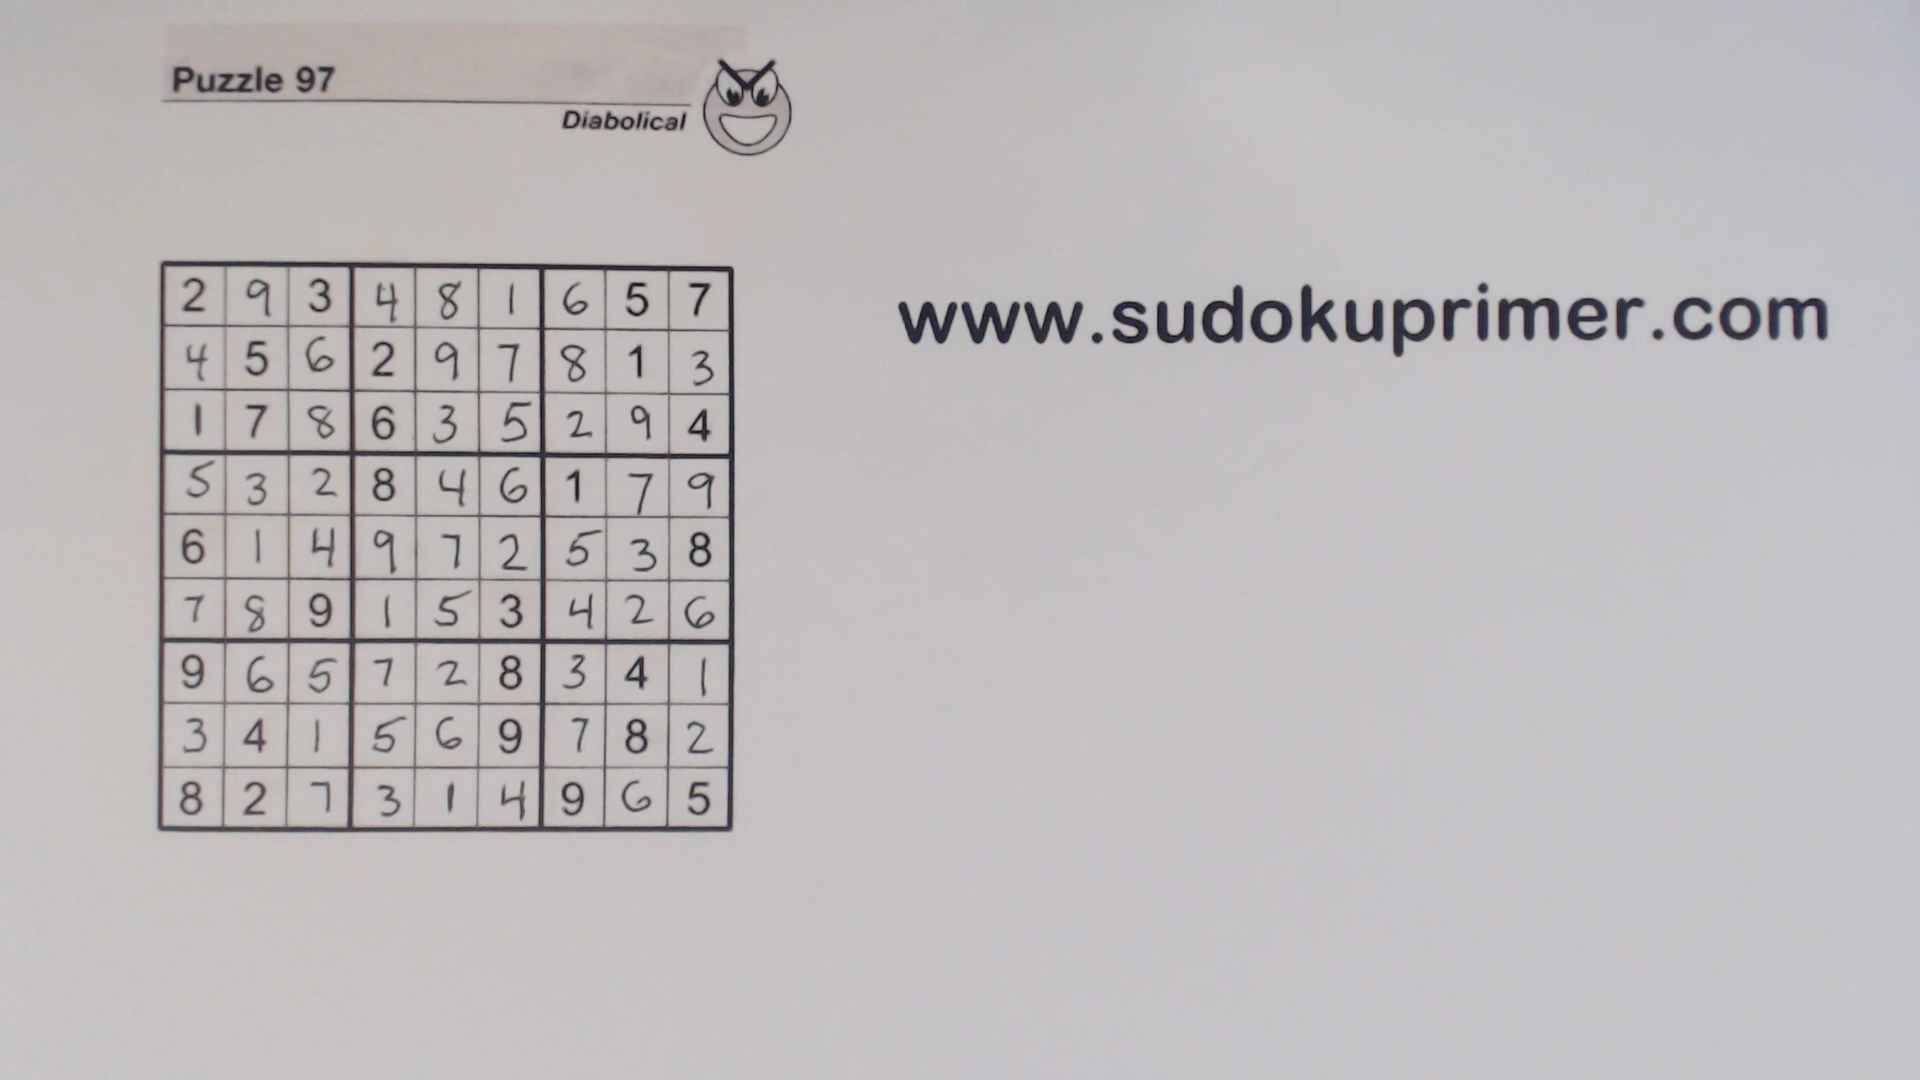 Puzzle 97
Diabolical
www.sudokuprimer.com
2 9 3 4 8 1 6 5 7
4 5 6 2 9 7 8 1 3
1 7 8 6 3 5 2 9 4
5 3 2 8 4 6 1 7 9
6 1 4 9 7 2 5 3 8
7 8 9 1 5 3 4 2 6
9 6 5 7 2 8 3 4 1
3 4 1 5 6 9 7 8 2
8 2 7 3 1 4 9 6 5